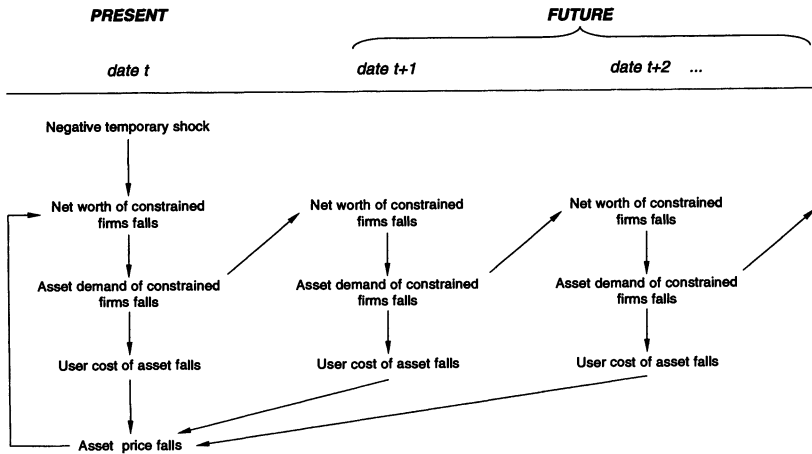 PRESENT FUTURE
date t date t+1 date t+2 ...
Negative temporary shock
Net worth of constrained
firms falls
Net worth of constrained
firms falls
Net worth of constrained
firms falls
Asset demand of constrained
firms falls
Asset demand of constrained
firms falls
Asset demand of constrained
firms falls
User cost of asset falls
User cost of asset falls
User cost of asset falls
Asset price falls